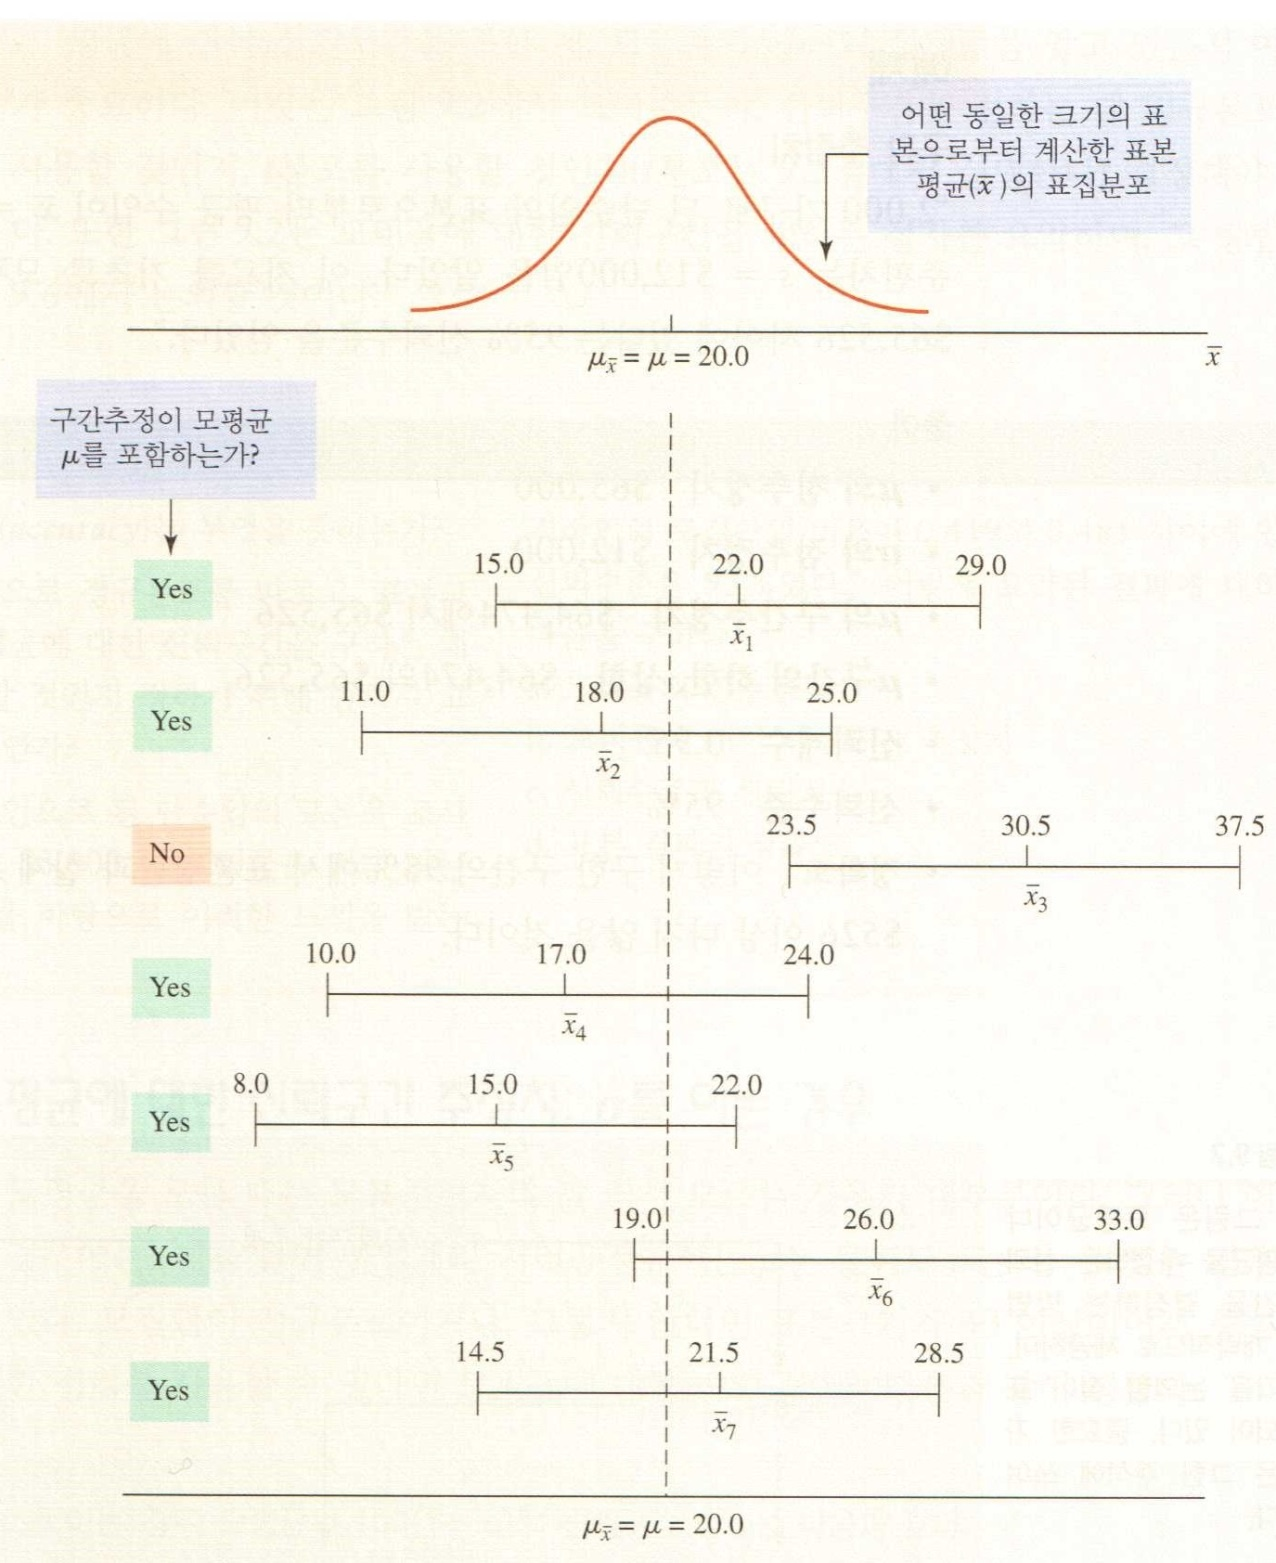 어떤 동일한 크기의 표
본으로부터 계산한 표본
평균(x̄)의 표집분포
μx̄ = μ = 20.0
x̄
구간추정이 모평균
μ를 포함하는가?
Yes
15.0 22.0 29.0
x̄1
Yes
11.0 18.0 25.0
x̄2
No
23.5 30.5 37.5
x̄3
Yes
10.0 17.0 24.0
x̄4
Yes
8.0 15.0 22.0
x̄5
Yes
19.0 26.0 33.0
x̄6
Yes
14.5 21.5 28.5
x̄7
μx̄ = μ = 20.0